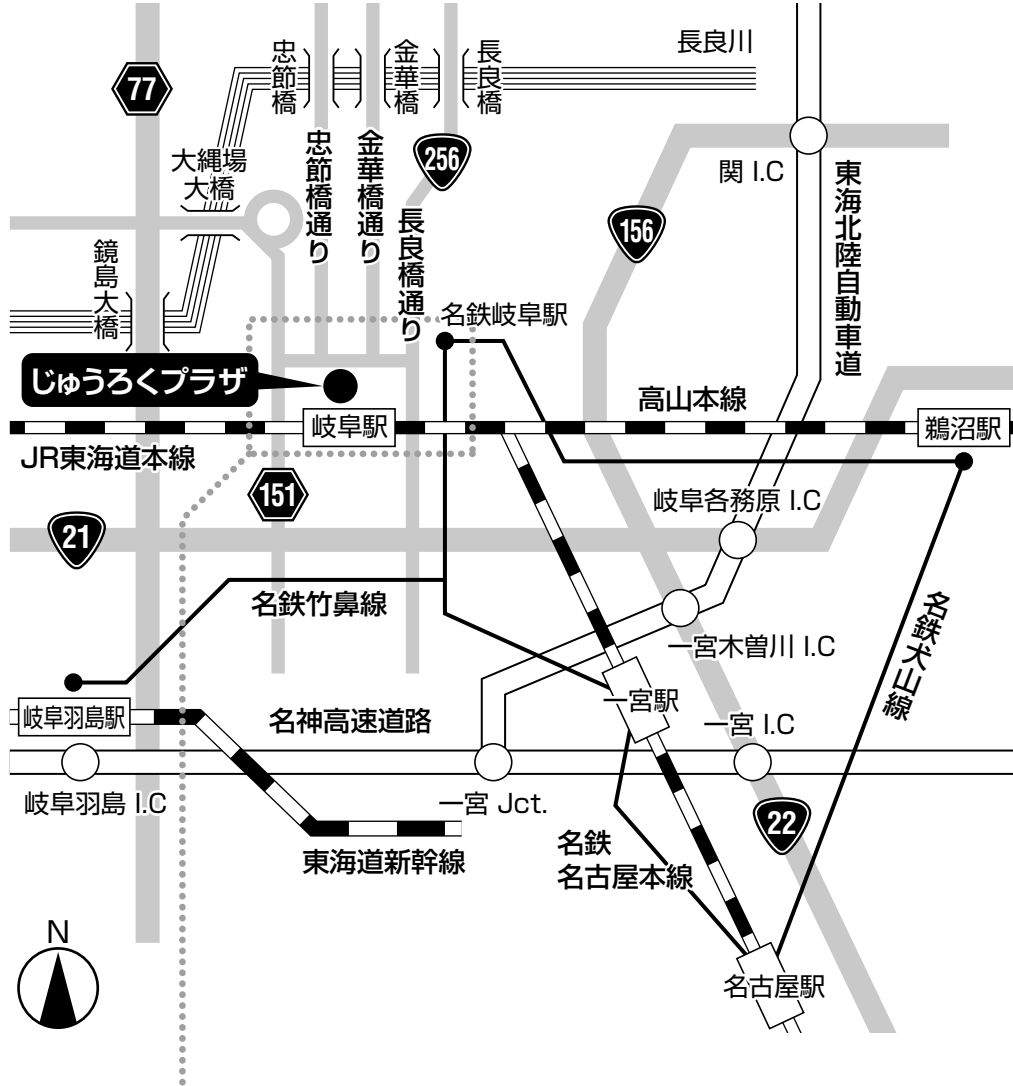 忠節橋
金華橋
長良橋
長良川
77
大縄場
大橋
忠節橋通り
金華橋通り
256
長良橋通り
関 I.C
東海北陸自動車道
156
鏡島大橋
名鉄岐阜駅
じゅうろくプラザ
岐阜駅
高山本線
鵜沼駅
JR東海道本線
151
岐阜各務原 I.C
21
名鉄竹鼻線
一宮木曽川 I.C
名鉄犬山線
岐阜羽島駅
名神高速道路
一宮駅
一宮 I.C
岐阜羽島 I.C
一宮 Jct.
22
東海道新幹線
名鉄
名古屋本線
N
名古屋駅